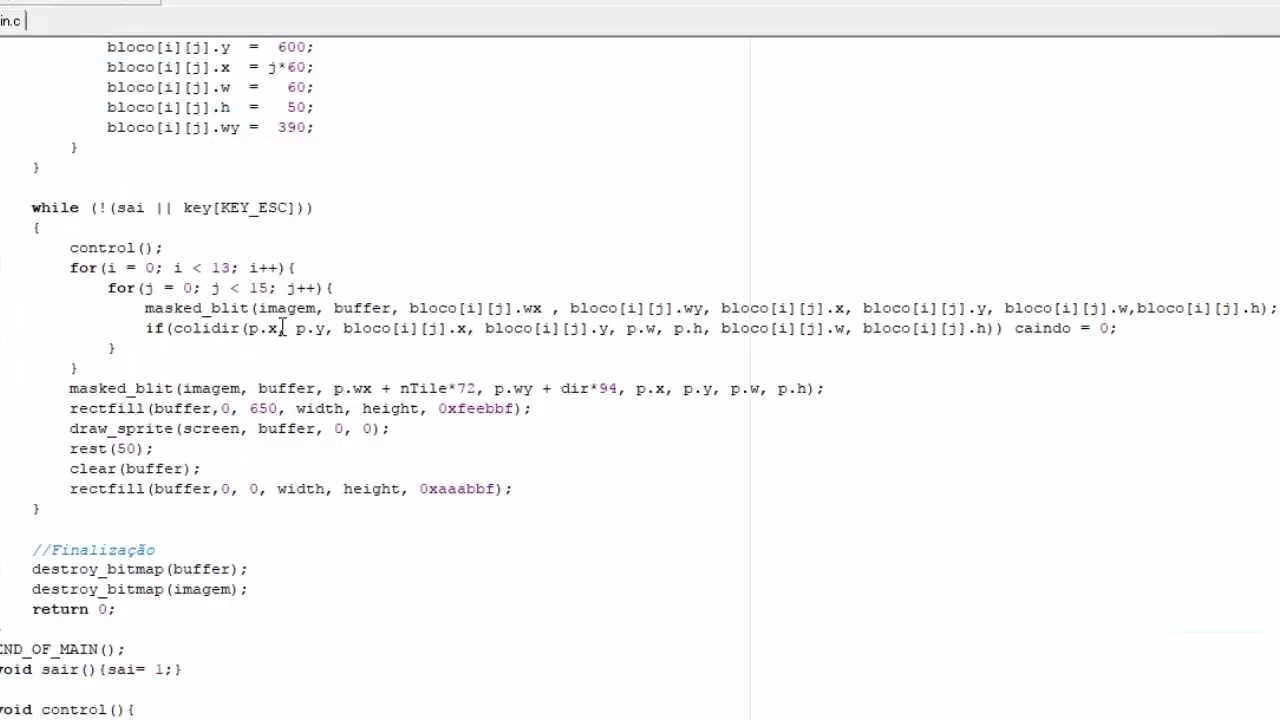 in.c
bloco[i][j].y = 600;
bloco[i][j].x = j*60;
bloco[i][j].w = 60;
bloco[i][j].h = 50;
bloco[i][j].wy = 390;
}
}
while (!(sai || key[KEY_ESC]))
{
control();
for(i = 0; i < 13; i++){
for(j = 0; j < 15; j++){
masked_blit(imagem, buffer, bloco[i][j].wx , bloco[i][j].wy, bloco[i][j].x, bloco[i][j].y, bloco[i][j].w,bloco[i][j].h);
if(colidir(p.x, p.y, bloco[i][j].x, bloco[i][j].y, p.w, p.h, bloco[i][j].w, bloco[i][j].h)) caindo = 0;
}
}
masked_blit(imagem, buffer, p.wx + nTile*72, p.wy + dir*94, p.x, p.y, p.w, p.h);
rectfill(buffer,0, 650, width, height, 0xfeebbf);
draw_sprite(screen, buffer, 0, 0);
rest(50);
clear(buffer);
rectfill(buffer,0, 0, width, height, 0xaaabbf);
}
//Finalização
destroy_bitmap(buffer);
destroy_bitmap(imagem);
return 0;
END_OF_MAIN();
void sair(){sai= 1;}
void control(){